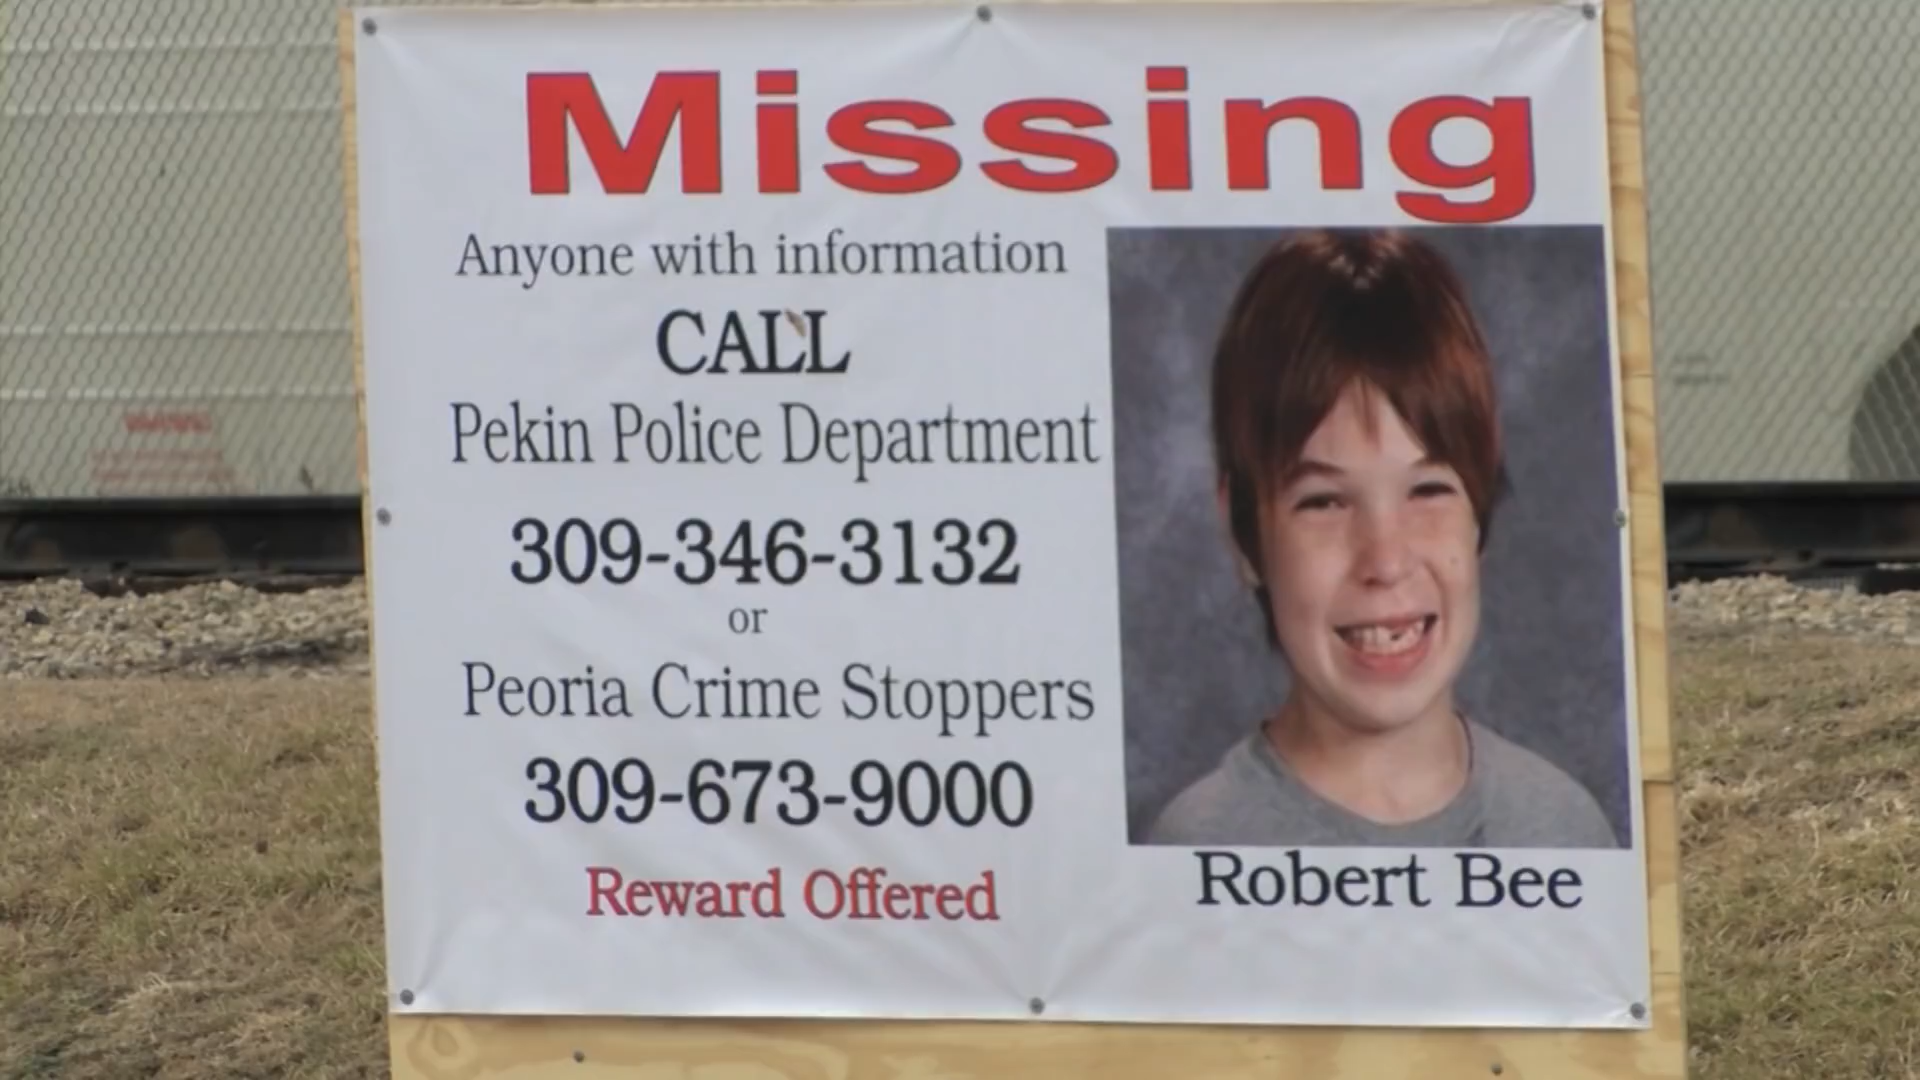 Missing
Anyone with information
CALL
Pekin Police Department
309-346-3132
or
Peoria Crime Stoppers
309-673-9000
Reward Offered
Robert Bee